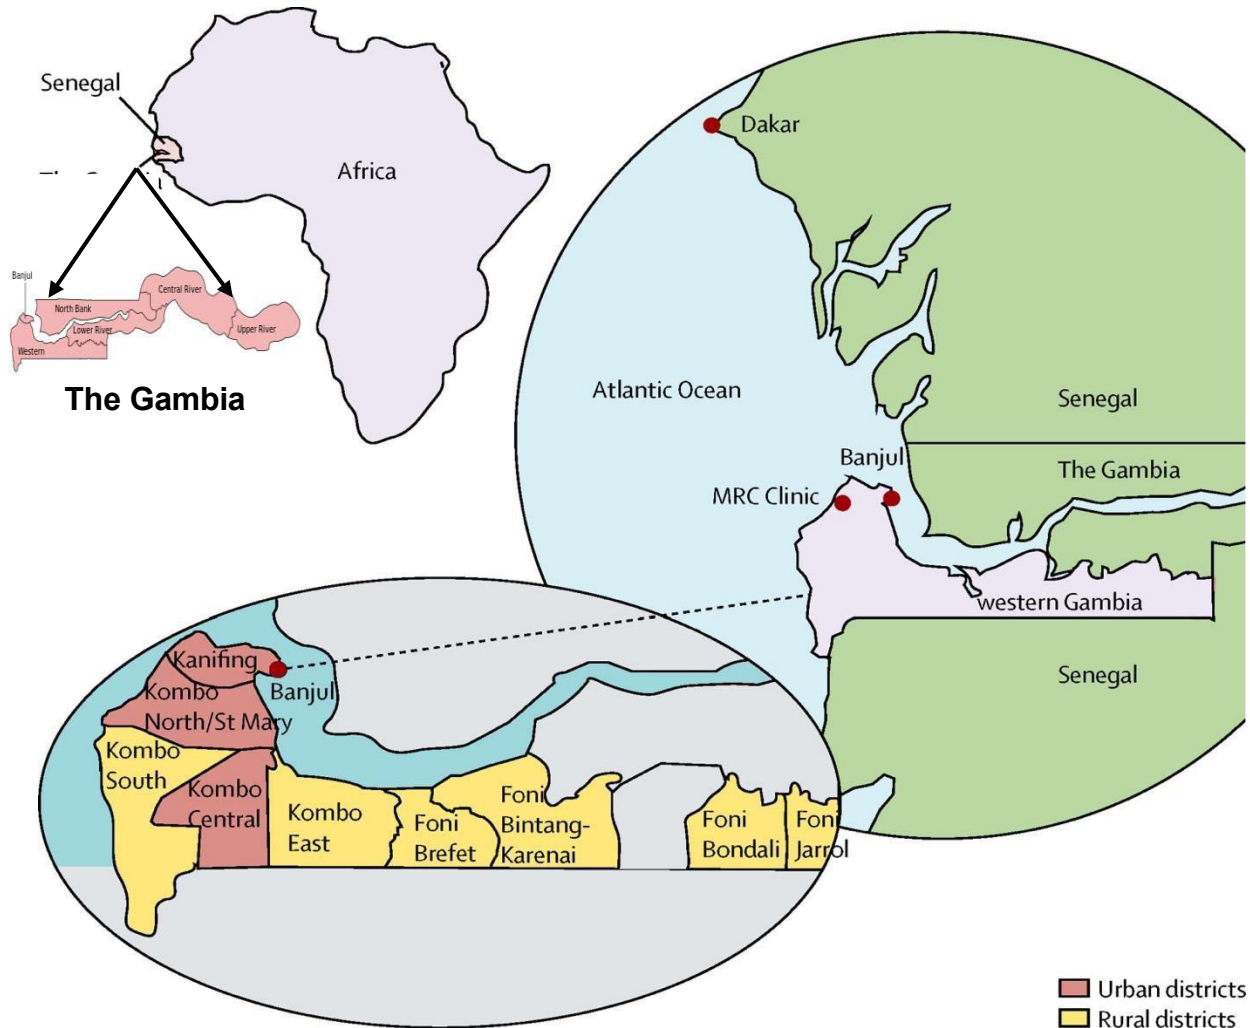 Senegal
Africa
Banjul
North Bank
Central River
Lower River
Upper River
Western
The Gambia
Dakar
Atlantic Ocean
Senegal
Banjul
The Gambia
MRC Clinic
western Gambia
Senegal
Kanifing
Banjul
Kombo
North/St Mary
Kombo
South
Kombo
Central
Kombo
East
Foni
Brefet
Foni
Bintang-
Karenai
Foni
Bondali
Foni
Jarrol
Urban districts
Rural districts